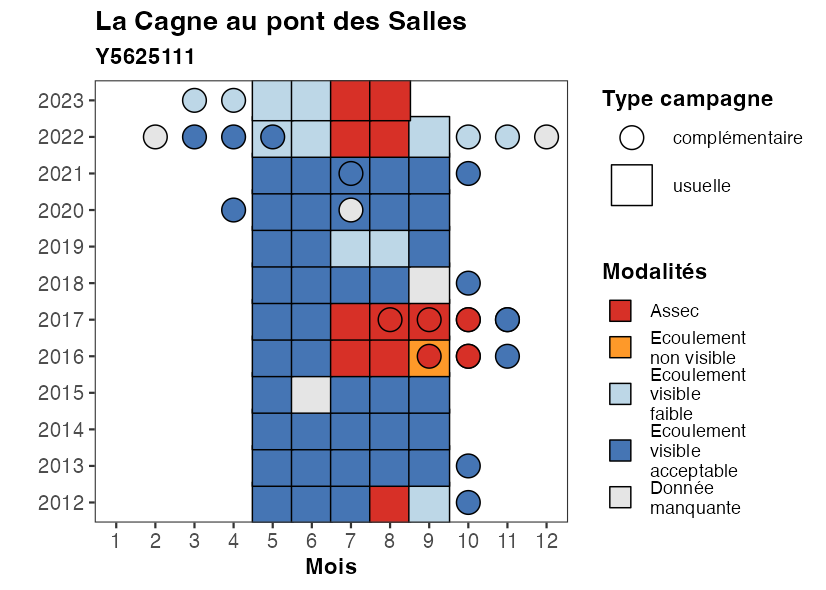 La Cagne au pont des Salles
Y5625111
2023
2022
2021
2020
2019
2018
2017
2016
2015
2014
2013
2012
1 2 3 4 5 6 7 8 9 10 11 12
Mois
Type campagne
complémentaire
usuelle
Modalités
Assec
Ecoulement
non visible
Ecoulement
visible
faible
Ecoulement
visible
acceptable
Donnée
manquante